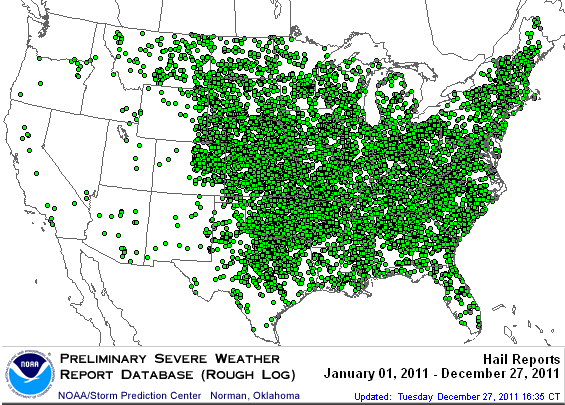 NOAA
PRELIMINARY SEVERE WEATHER
REPORT DATABASE (ROUGH LOG)
NOAA/Storm Prediction Center Norman, Oklahoma
Hail Reports
January 01, 2011 - December 27, 2011
Updated: Tuesday December 27, 2011 16:35 CT